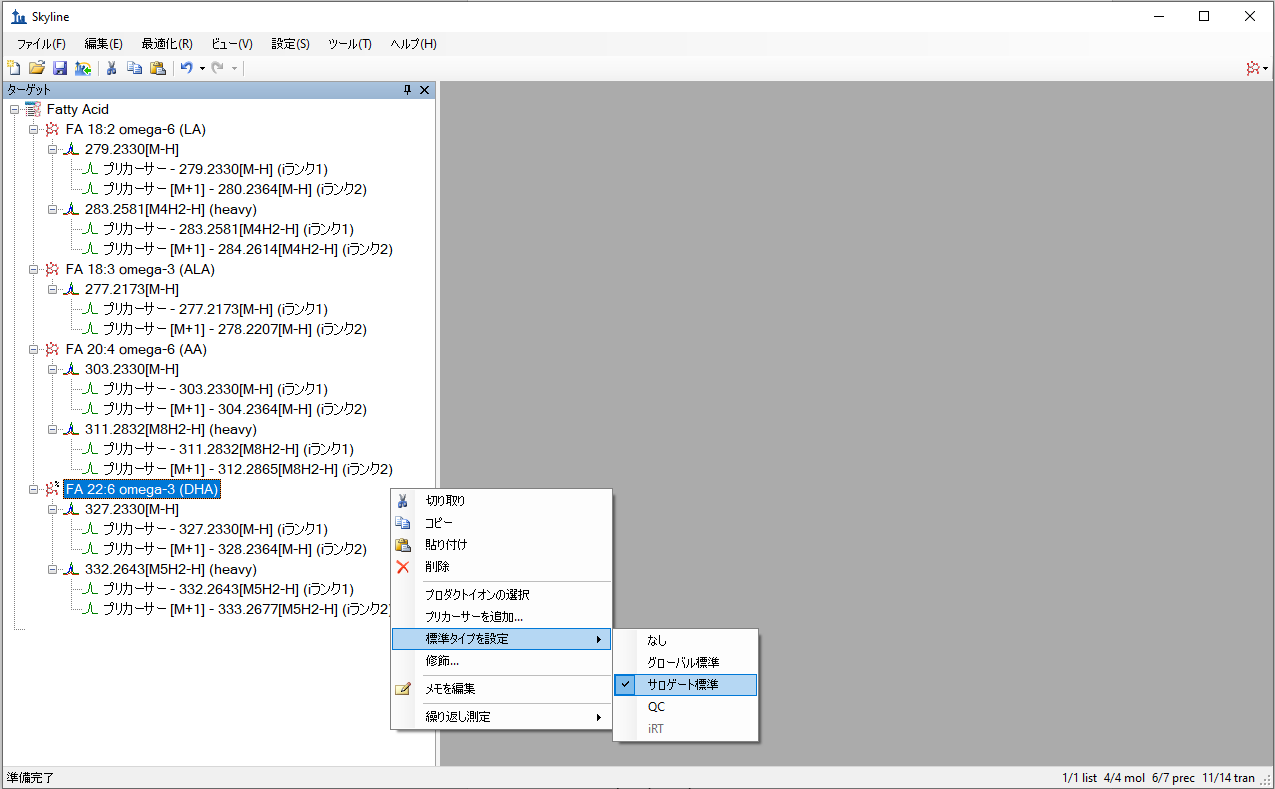 Skyline
ファイル(F) 編集(E) 最適化(R) ビュー(V) 設定(S) ツール(T) ヘルプ(H)
ターゲット
Fatty Acid
FA 18:2 omega-6 (LA)
279.2330[M-H]
プリカーサー - 279.2330[M-H] (iランク1)
プリカーサー [M+1] - 280.2364[M-H] (iランク2)
283.2581[M4H2-H] (heavy)
プリカーサー - 283.2581[M4H2-H] (iランク1)
プリカーサー [M+1] - 284.2614[M4H2-H] (iランク2)
FA 18:3 omega-3 (ALA)
277.2173[M-H]
プリカーサー - 277.2173[M-H] (iランク1)
プリカーサー [M+1] - 278.2207[M-H] (iランク2)
FA 20:4 omega-6 (AA)
303.2330[M-H]
プリカーサー - 303.2330[M-H] (iランク1)
プリカーサー [M+1] - 304.2364[M-H] (iランク2)
311.2832[M8H2-H] (heavy)
プリカーサー - 311.2832[M8H2-H] (iランク1)
プリカーサー [M+1] - 312.2865[M8H2-H] (iランク2)
FA 22:6 omega-3 (DHA)
327.2330[M-H]
プリカーサー - 327.2330[M-H] (iランク1)
プリカーサー [M+1] - 328.2364[M-H] (iランク2)
332.2643[M5H2-H] (heavy)
プリカーサー - 332.2643[M5H2-H] (iランク1)
プリカーサー [M+1] - 333.2677[M5H2-H] (iランク2
切り取り
コピー
貼り付け
削除
プロダクトイオンの選択
プリカーサーを追加...
標準タイプを設定
修飾...
メモを編集
繰り返し測定
なし
グローバル標準
サロゲート標準
QC
iRT
準備完了
1/1 list 4/4 mol 6/7 prec 11/14 tran